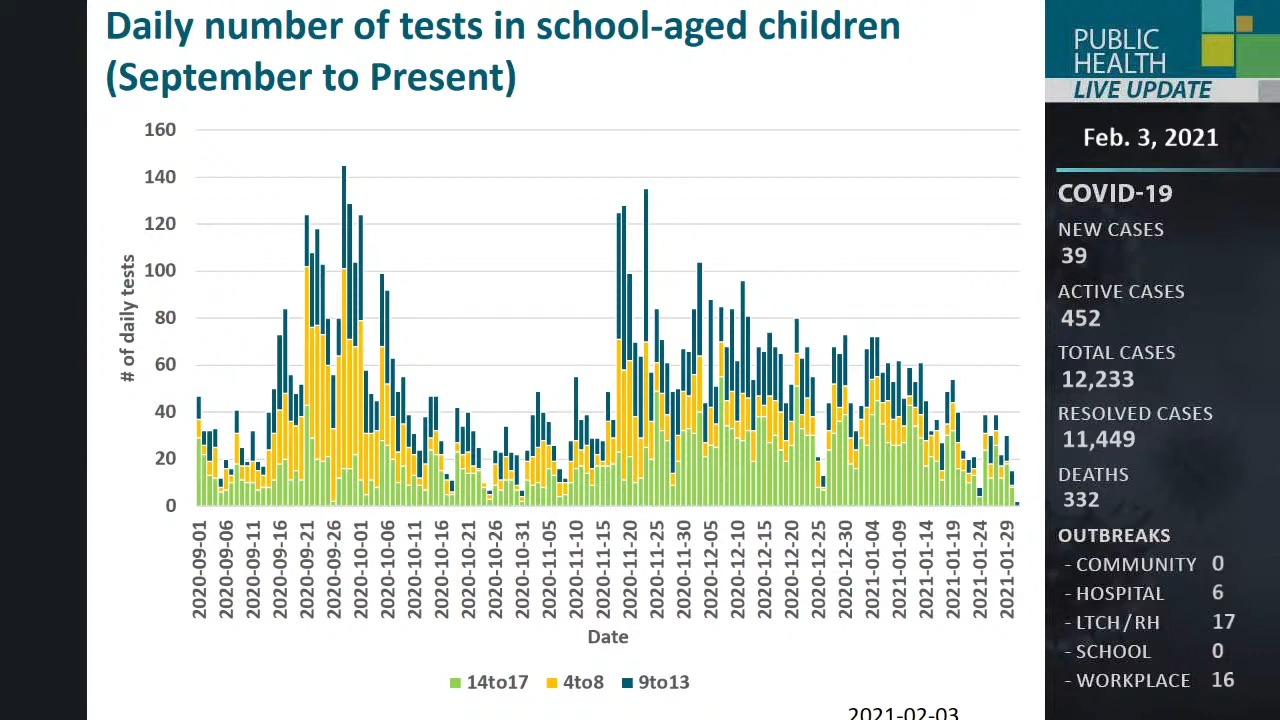 Daily number of tests in school-aged children
(September to Present)
160
140
120
100
80
60
40
20
0
# of daily tests
2020-09-01
2020-09-06
2020-09-11
2020-09-16
2020-09-21
2020-09-26
2020-10-01
2020-10-06
2020-10-11
2020-10-16
2020-10-21
2020-10-26
2020-10-31
2020-11-05
2020-11-10
2020-11-15
2020-11-20
2020-11-25
2020-11-30
2020-12-05
2020-12-10
2020-12-15
2020-12-20
2020-12-25
2020-12-30
2021-01-04
2021-01-09
2021-01-14
2021-01-19
2021-01-24
2021-01-29
Date
14to17 4to8 9to13
2021-02-03
PUBLIC
HEALTH
LIVE UPDATE
Feb. 3, 2021
COVID-19
NEW CASES
39
ACTIVE CASES
452
TOTAL CASES
12,233
RESOLVED CASES
11,449
DEATHS
332
OUTBREAKS
- COMMUNITY 0
- HOSPITAL 6
- LTCH/RH 17
- SCHOOL 0
- WORKPLACE 16